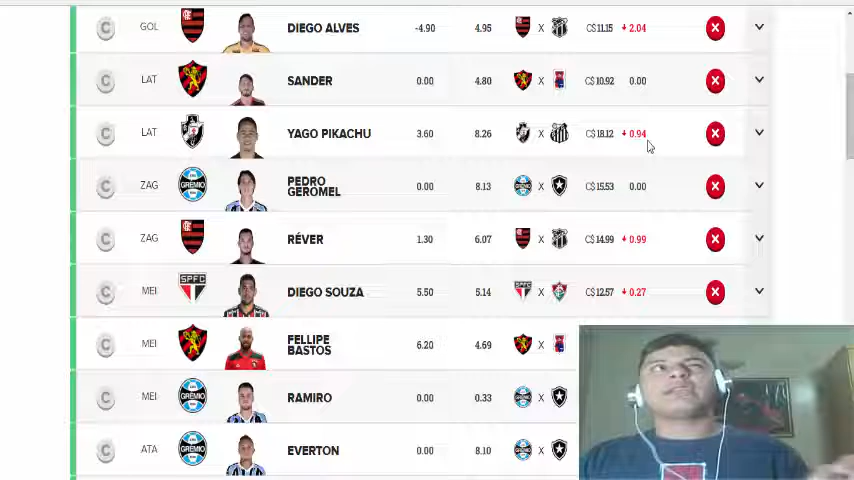 C GOL DIEGO ALVES -4.90 4.95 X C$ 11.15 2.04 X
C LAT SANDER 0.00 4.80 X C$ 10.92 0.00 X
C LAT YAGO PIKACHU 3.60 8.26 X C$ 18.12 0.94 X
C ZAG PEDRO GEROMEL 0.00 8.13 X C$ 15.53 0.00 X
C ZAG RÉVER 1.30 6.07 X C$ 14.99 0.99 X
C MEI SPFC DIEGO SOUZA 5.50 5.14 X C$ 12.57 0.27 X
C MEI FELLIPE BASTOS 6.20 4.69 X
C MEI RAMIRO 0.00 0.33 X
C ATA EVERTON 0.00 8.10 X